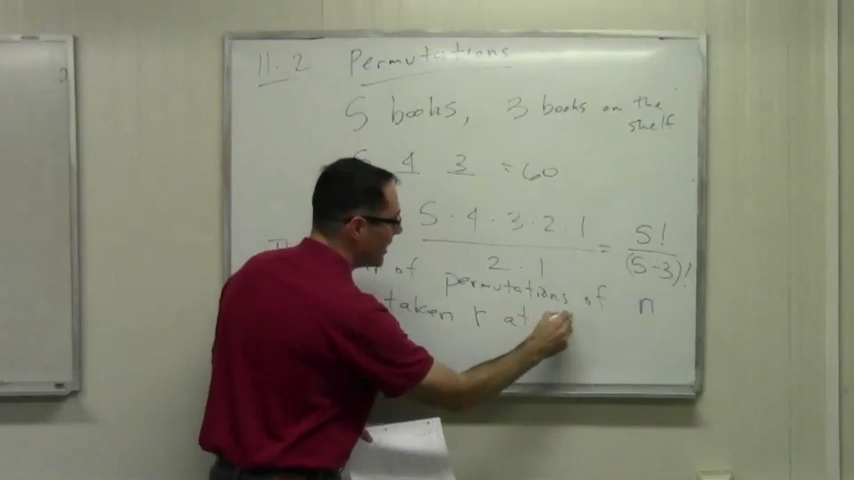 11.2 Permutations
5 books, 3 books on the shelf
4 3 = 60
5 · 4 · 3 · 2 · 1 = 5!
2 · 1 (5-3)!
of permutations of n
taken r at